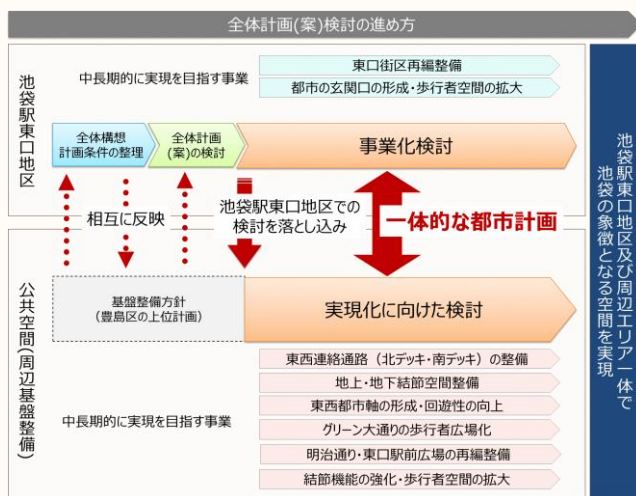 全体計画(案)検討の進め方
池袋駅東口地区
中長期的に実現を目指す事業
東口街区再編整備
都市の玄関口の形成・歩行者空間の拡大
全体構想
計画条件の整理
全体計画
(案)の検討
事業化検討
相互に反映
池袋駅東口地区での
検討を落とし込み
一体的な都市計画
公共空間(周辺基盤整備)
基盤整備方針
(豊島区の上位計画)
実現化に向けた検討
中長期的に実現を目指す事業
東西連絡通路(北デッキ・南デッキ)の整備
地上・地下結節空間整備
東西都市軸の形成・回遊性の向上
グリーン大通りの歩行者広場化
明治通り・東口駅前広場の再編整備
結節機能の強化・歩行者空間の拡大
池袋駅東口地区及び周辺エリア一体で
池袋の象徴となる空間を実現